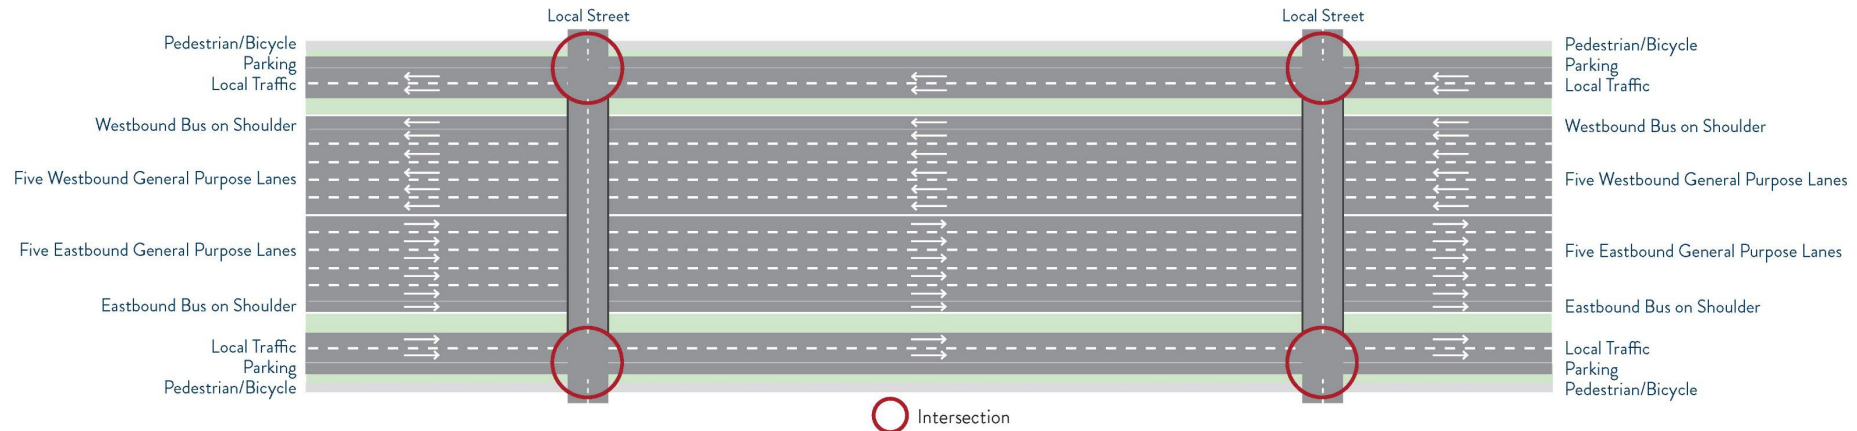 Local Street
Local Street
Pedestrian/Bicycle
Parking
Local Traffic
Westbound Bus on Shoulder
Five Westbound General Purpose Lanes
Five Eastbound General Purpose Lanes
Eastbound Bus on Shoulder
Local Traffic
Parking
Pedestrian/Bicycle
Pedestrian/Bicycle
Parking
Local Traffic
Westbound Bus on Shoulder
Five Westbound General Purpose Lanes
Five Eastbound General Purpose Lanes
Eastbound Bus on Shoulder
Local Traffic
Parking
Pedestrian/Bicycle
Intersection